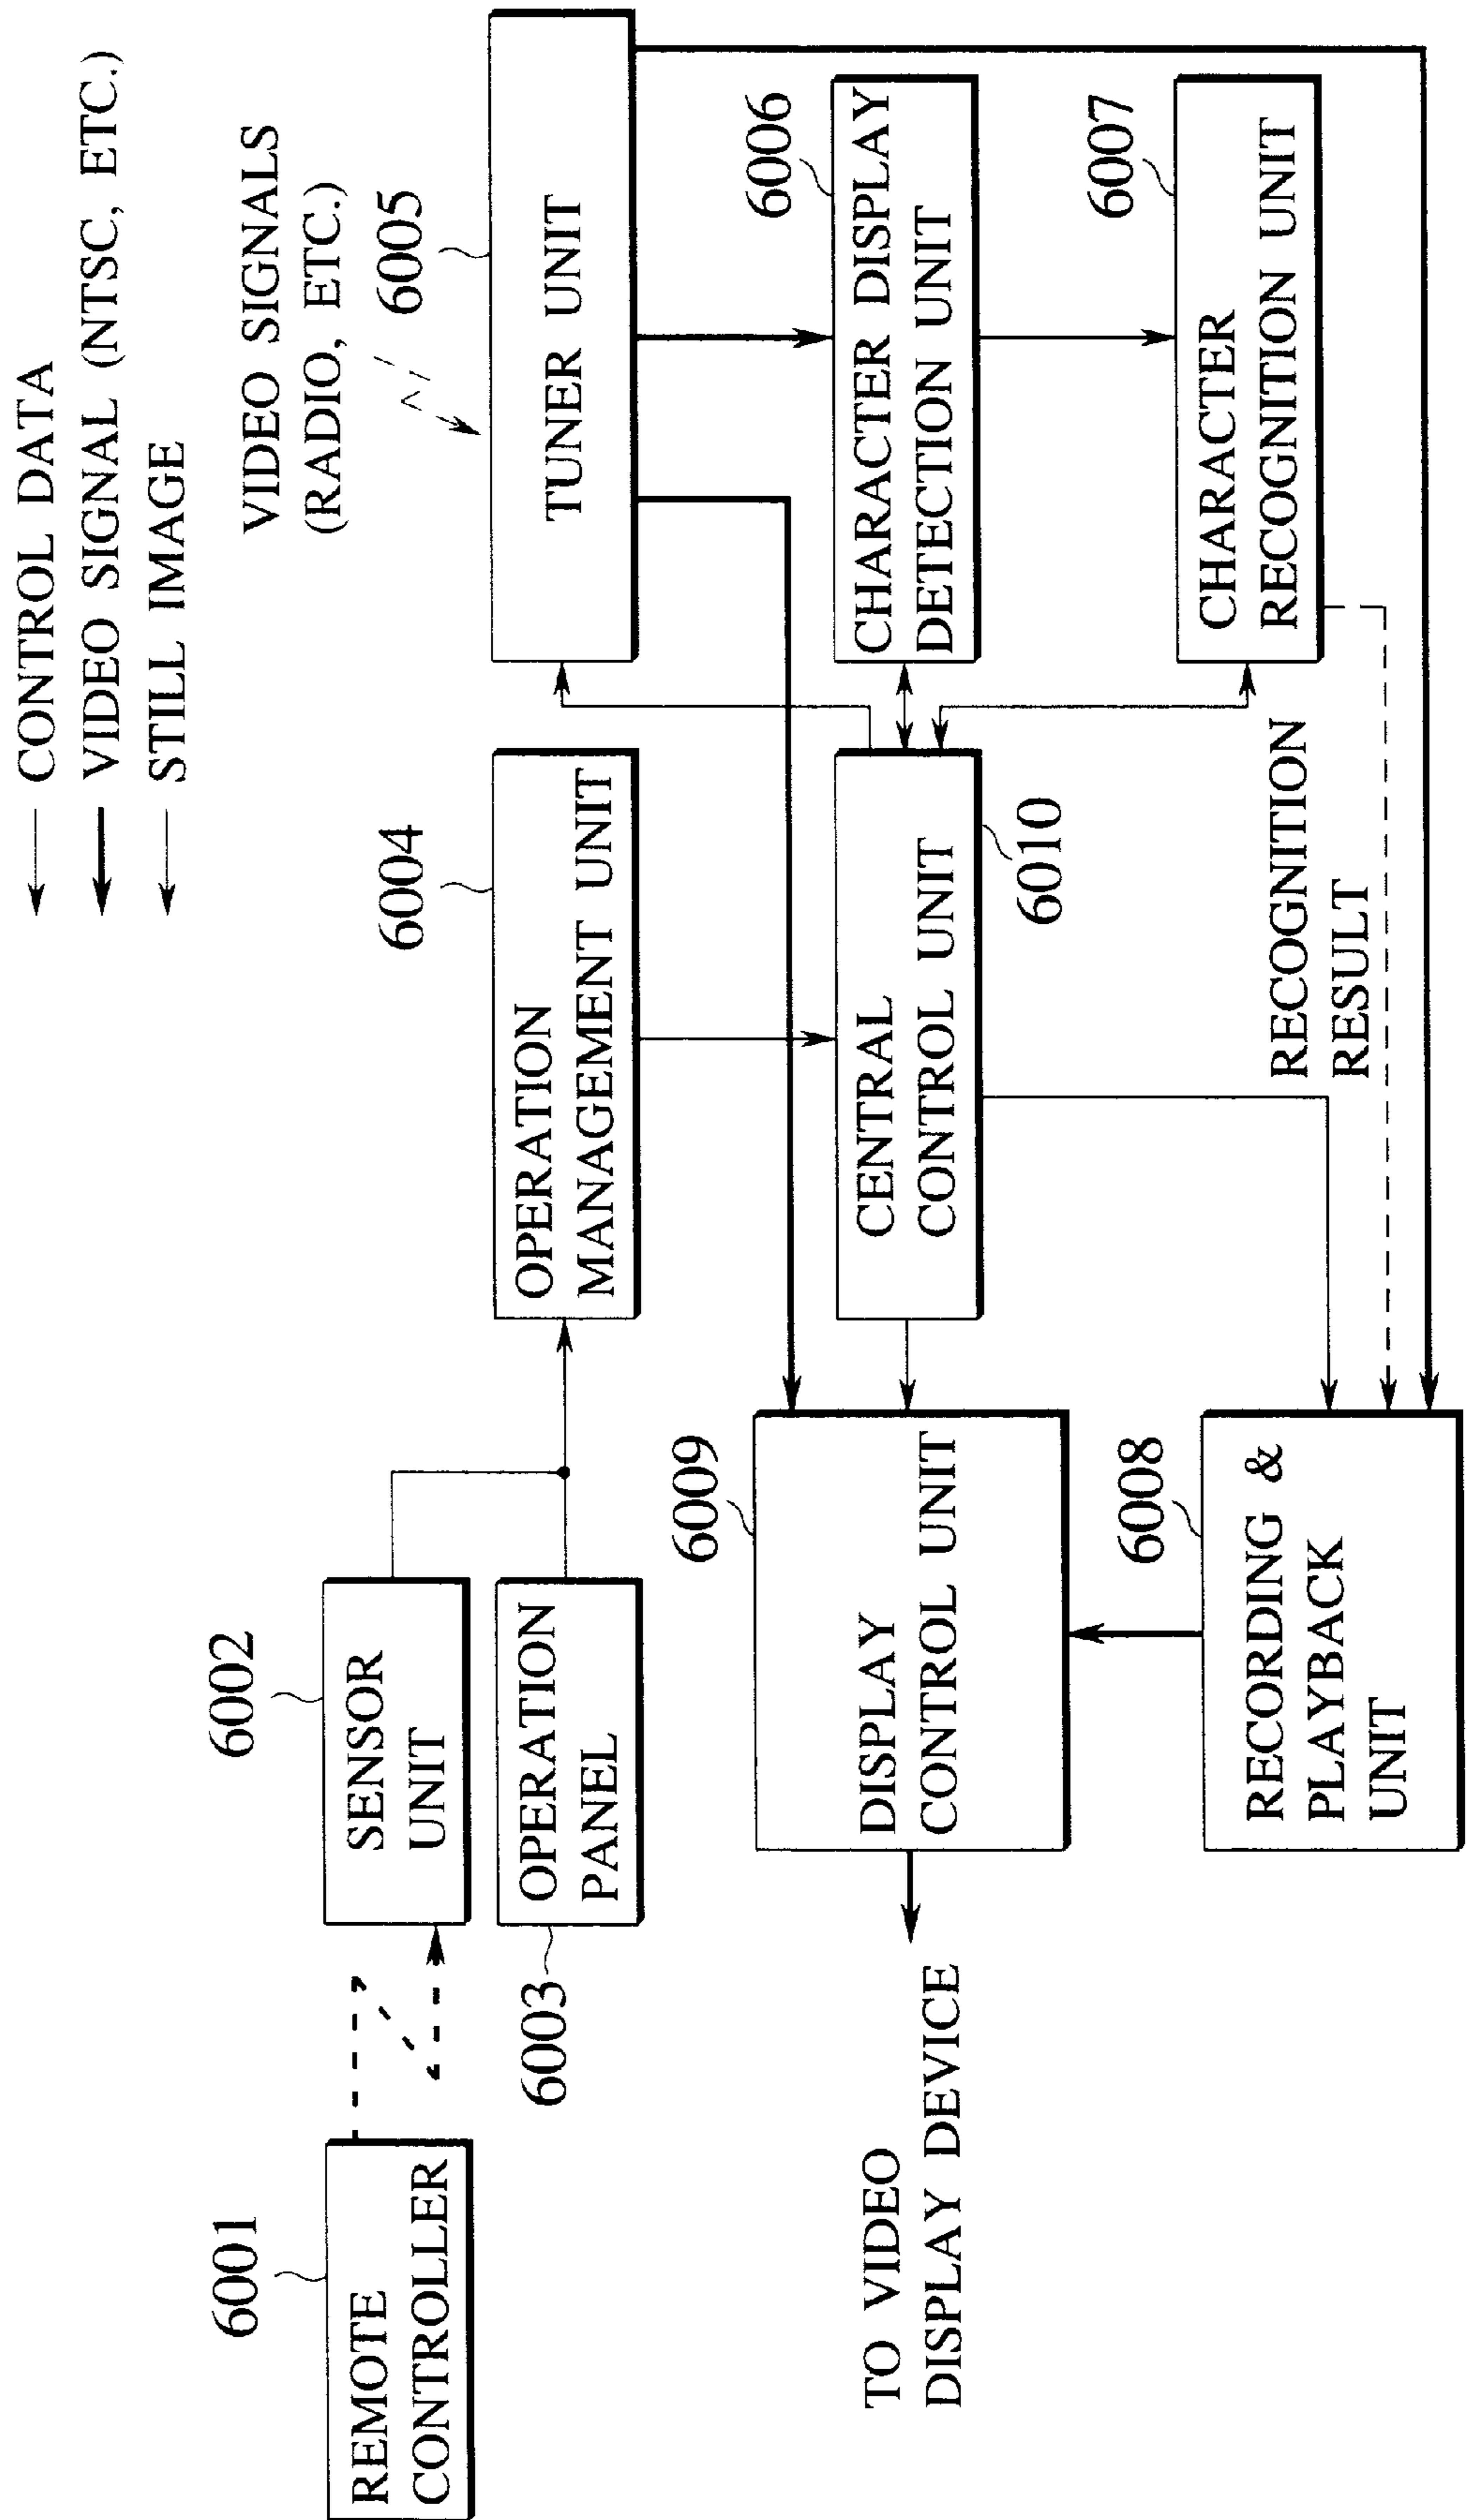 CONTROL DATA
VIDEO SIGNAL (NTSC, ETC.)
STILL IMAGE
VIDEO SIGNALS
(RADIO, ETC.)
6001
REMOTE
CONTROLLER
6002
SENSOR
UNIT
6003
OPERATION
PANEL
6004
OPERATION
MANAGEMENT UNIT
6005
TUNER UNIT
6009
DISPLAY
CONTROL UNIT
TO VIDEO
DISPLAY DEVICE
CENTRAL
CONTROL UNIT
6010
6006
CHARACTER DISPLAY
DETECTION UNIT
6007
CHARACTER
RECOGNITION UNIT
RECOGNITION
RESULT
6008
RECORDING &
PLAYBACK
UNIT